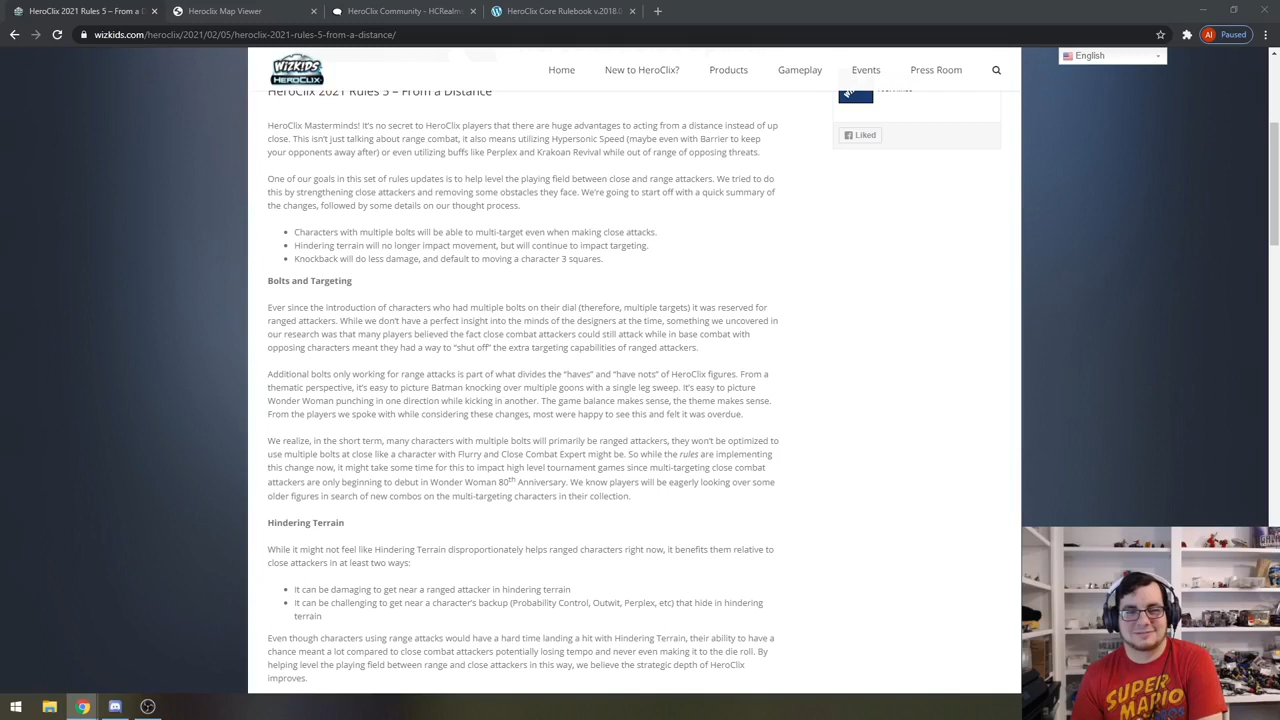 HeroClix 2021 Rules 5 – From a D
HeroClix Map Viewer
HeroClix Community – HCRealm
PerpleX Core Rulebook v.2018.0
wizkids.com/heroclix/2021/02/05/heroclix-2021-rules-5-from-a-distance/
Paused
WIZKIDS
HEROCLIX
Home
New to HeroClix?
Products
Gameplay
Events
Press Room
English
HeroClix 2021 Rules 5 – From a Distance
Liked
HeroClix Masterminds! It's no secret to HeroClix players that there are huge advantages to acting from a distance instead of up
close. This isn't just talking about range combat, it also means utilizing Hypersonic Speed (maybe even with Barrier to keep
your opponents away after) or even utilizing buffs like Perplex and Krakoan Revival while out of range of opposing threats.
One of our goals in this set of rules updates is to help level the playing field between close and range attackers. We tried to do
this by strengthening close attackers and removing some obstacles they face. We're going to start off with a quick summary of
the changes, followed by some details on our thought process.
• Characters with multiple bolts will be able to multi-target even when making close attacks.
• Hindering terrain will no longer impact movement, but will continue to impact targeting.
• Knockback will do less damage, and default to moving a character 3 squares.
Bolts and Targeting
Ever since the introduction of characters who had multiple bolts on their dial (therefore, multiple targets) it was reserved for
ranged attackers. While we don't have a perfect insight into the minds of the designers at the time, something we uncovered in
our research was that many players believed the fact close combat attackers could still attack while in base combat with
opposing characters meant they had a way to "shut off" the extra targeting capabilities of ranged attackers.
Additional bolts only working for range attacks is part of what divides the "haves" and "have nots" of HeroClix figures. From a
thematic perspective, it's easy to picture Batman knocking over multiple goons with a single leg sweep. It's easy to picture
Wonder Woman punching in one direction while kicking in another. The game balance makes sense, the theme makes sense.
From the players we spoke with while considering these changes, most were happy to see this and felt it was overdue.
We realize, in the short term, many characters with multiple bolts will primarily be ranged attackers, they won't be optimized to
use multiple bolts at close like a character with Flurry and Close Combat Expert might be. So while the rules are implementing
this change now, it might take some time for this to impact high level tournament games since multi-targeting close combat
attackers are only beginning to debut in Wonder Woman 80th Anniversary. We know players will be eagerly looking over some
older figures in search of new combos on the multi-targeting characters in their collection.
Hindering Terrain
While it might not feel like Hindering Terrain disproportionately helps ranged characters right now, it benefits them relative to
close attackers in at least two ways:
• It can be damaging to get near a ranged attacker in hindering terrain
• It can be challenging to get near a character's backup (Probability Control, Outwit, Perplex, etc) that hide in hindering
terrain
Even though characters using range attacks would have a hard time landing a hit with Hindering Terrain, their ability to have a
chance meant a lot compared to close combat attackers potentially losing tempo and never even making it to the die roll. By
helping level the playing field between range and close attackers in this way, we believe the strategic depth of HeroClix
improves.
SUPER
MARIO